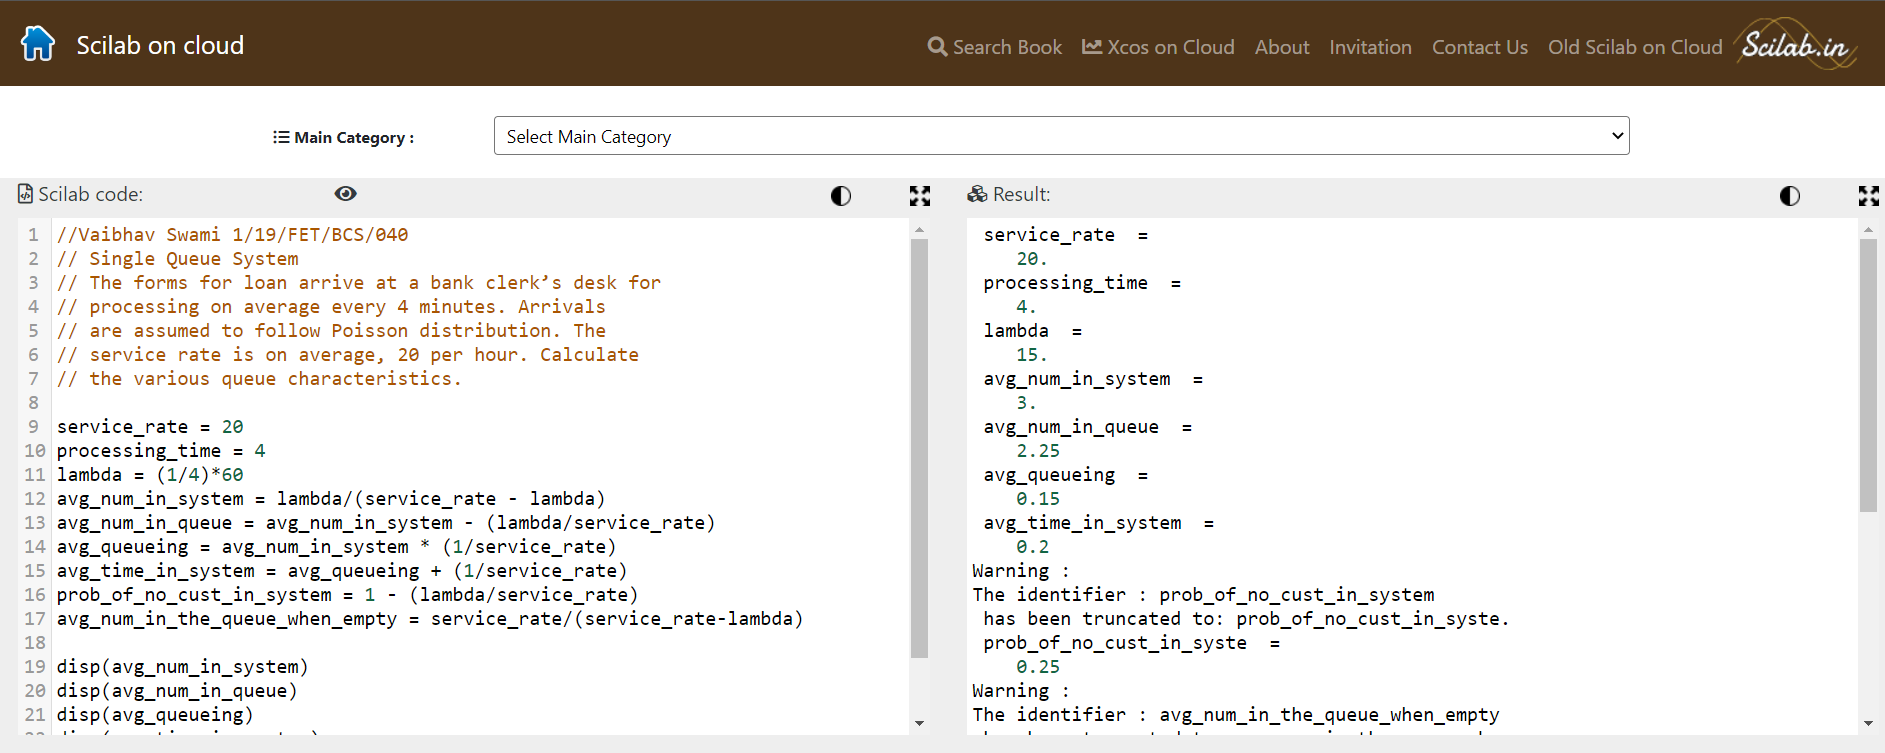 Scilab on cloud
Search Book Xcos on Cloud About Invitation Contact Us Old Scilab on Cloud Scilab.in
Main Category :
Select Main Category
Scilab code:
1 //Vaibhav Swami 1/19/FET/BCS/040
2 // Single Queue System
3 // The forms for loan arrive at a bank clerk’s desk for
4 // processing on average every 4 minutes. Arrivals
5 // are assumed to follow Poisson distribution. The
6 // service rate is on average, 20 per hour. Calculate
7 // the various queue characteristics.
8
9 service_rate = 20
10 processing_time = 4
11 lambda = (1/4)*60
12 avg_num_in_system = lambda/(service_rate - lambda)
13 avg_num_in_queue = avg_num_in_system - (lambda/service_rate)
14 avg_queueing = avg_num_in_system * (1/service_rate)
15 avg_time_in_system = avg_queueing + (1/service_rate)
16 prob_of_no_cust_in_system = 1 - (lambda/service_rate)
17 avg_num_in_the_queue_when_empty = service_rate/(service_rate-lambda)
18
19 disp(avg_num_in_system)
20 disp(avg_num_in_queue)
21 disp(avg_queueing)
Result:
service_rate =
20.
processing_time =
4.
lambda =
15.
avg_num_in_system =
3.
avg_num_in_queue =
2.25
avg_queueing =
0.15
avg_time_in_system =
0.2
Warning :
The identifier : prob_of_no_cust_in_system
has been truncated to: prob_of_no_cust_in_syste.
prob_of_no_cust_in_syste =
0.25
Warning :
The identifier : avg_num_in_the_queue_when_empty